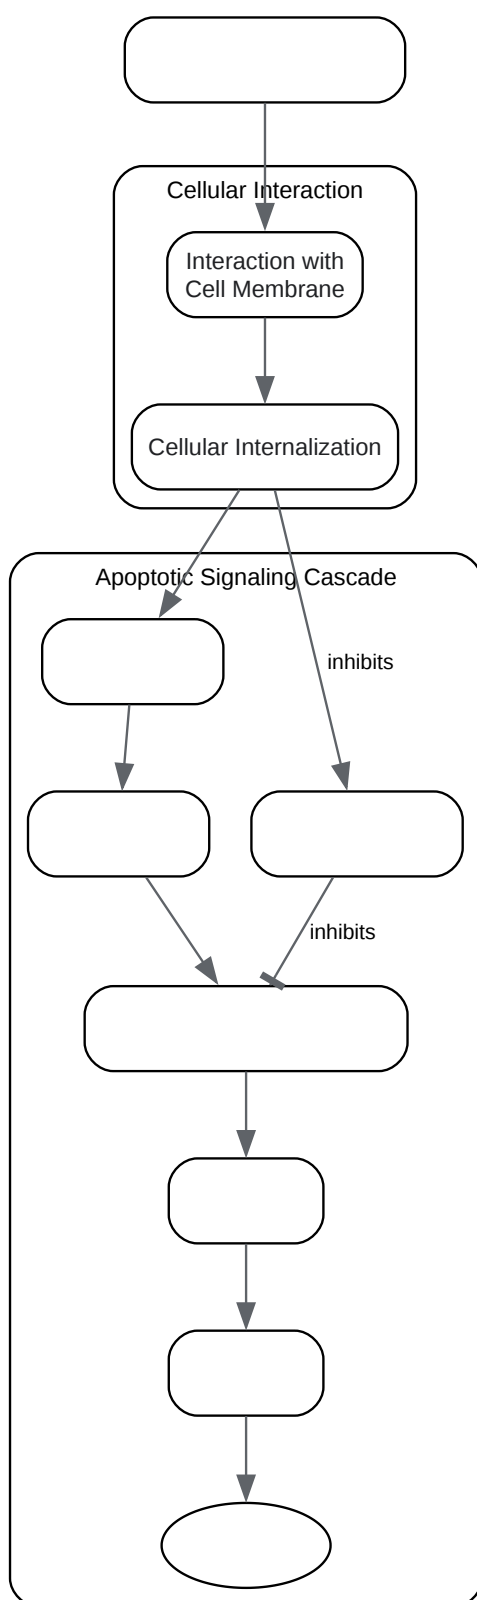 Cellular Interaction
Interaction with
Cell Membrane
Cellular Internalization
Apoptotic Signaling Cascade
inhibits
inhibits